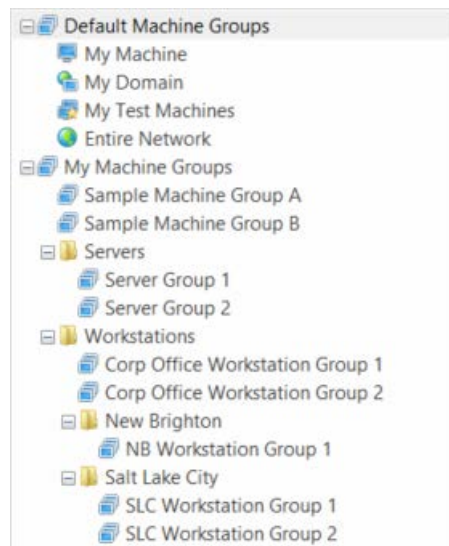 Default Machine Groups
My Machine
My Domain
My Test Machines
Entire Network
My Machine Groups
Sample Machine Group A
Sample Machine Group B
Servers
Server Group 1
Server Group 2
Workstations
Corp Office Workstation Group 1
Corp Office Workstation Group 2
New Brighton
NB Workstation Group 1
Salt Lake City
SLC Workstation Group 1
SLC Workstation Group 2